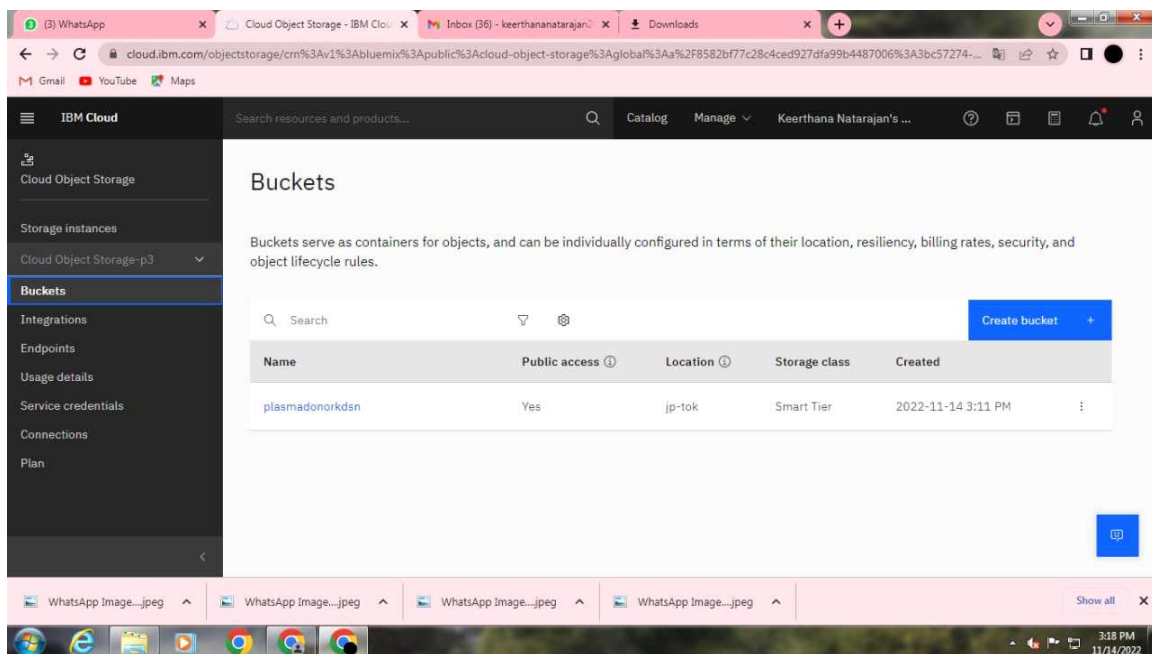 (3) WhatsApp
Cloud Object Storage - IBM Clou
Inbox (36) - keerthananatarajan2
Downloads
cloud.ibm.com/objectstorage/crn%3Av1%3Abluemix%3Apublic%3Acloud-object-storage%3Aglobal%3Aa%2F8582bf77c28c4ced927dfa99b4487006%3A3bc57274-...
Gmail YouTube Maps
IBM Cloud
Search resources and products...
Catalog Manage Keerthana Natarajan's ...
Cloud Object Storage
Storage instances
Cloud Object Storage-p3
Buckets
Integrations
Endpoints
Usage details
Service credentials
Connections
Plan
Buckets
Buckets serve as containers for objects, and can be individually configured in terms of their location, resiliency, billing rates, security, and
object lifecycle rules.
Search
Create bucket +
Name Public access Location Storage class Created
plasmadonorkdsn Yes jp-tok Smart Tier 2022-11-14 3:11 PM
WhatsApp Image....jpeg WhatsApp Image....jpeg WhatsApp Image....jpeg WhatsApp Image....jpeg Show all
3:18 PM
11/14/2022